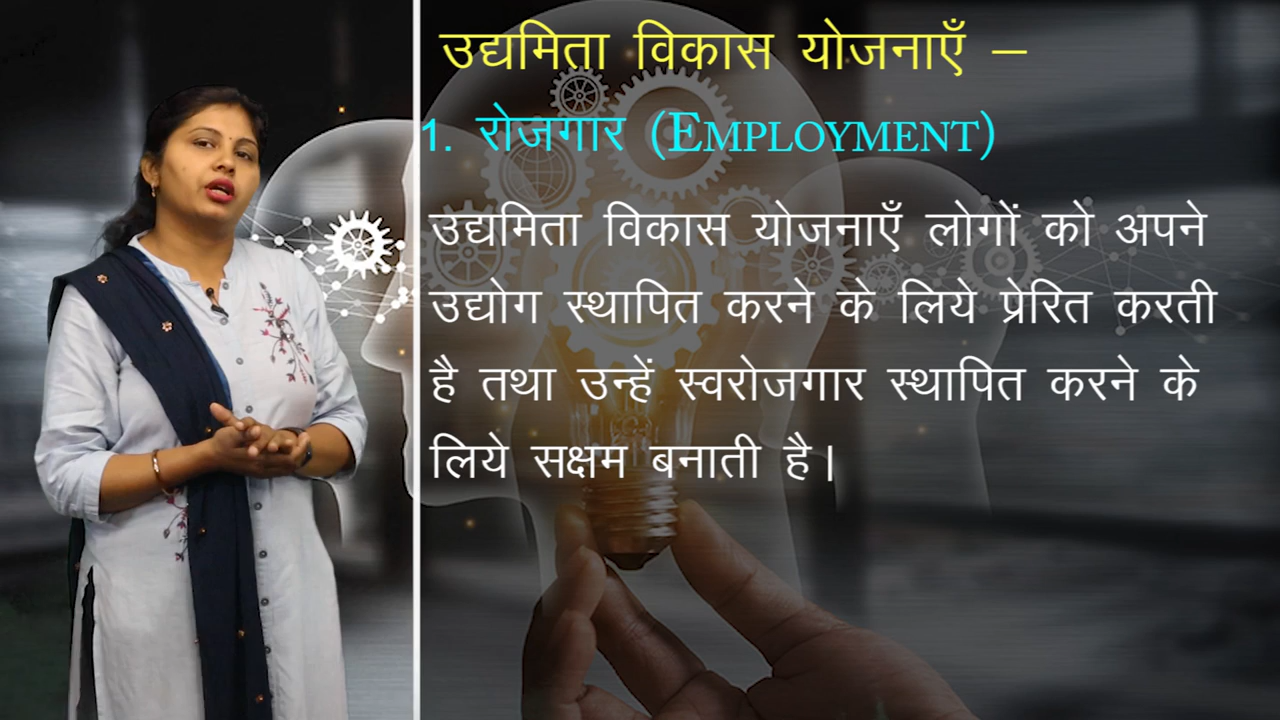 उद्यमिता विकास योजनाएँ –
1. रोजगार (EMPLOYMENT)
उद्यमिता विकास योजनाएँ लोगों को अपने
उद्योग स्थापित करने के लिये प्रेरित करती
है तथा उन्हें स्वरोजगार स्थापित करने के
लिये सक्षम बनाती है।